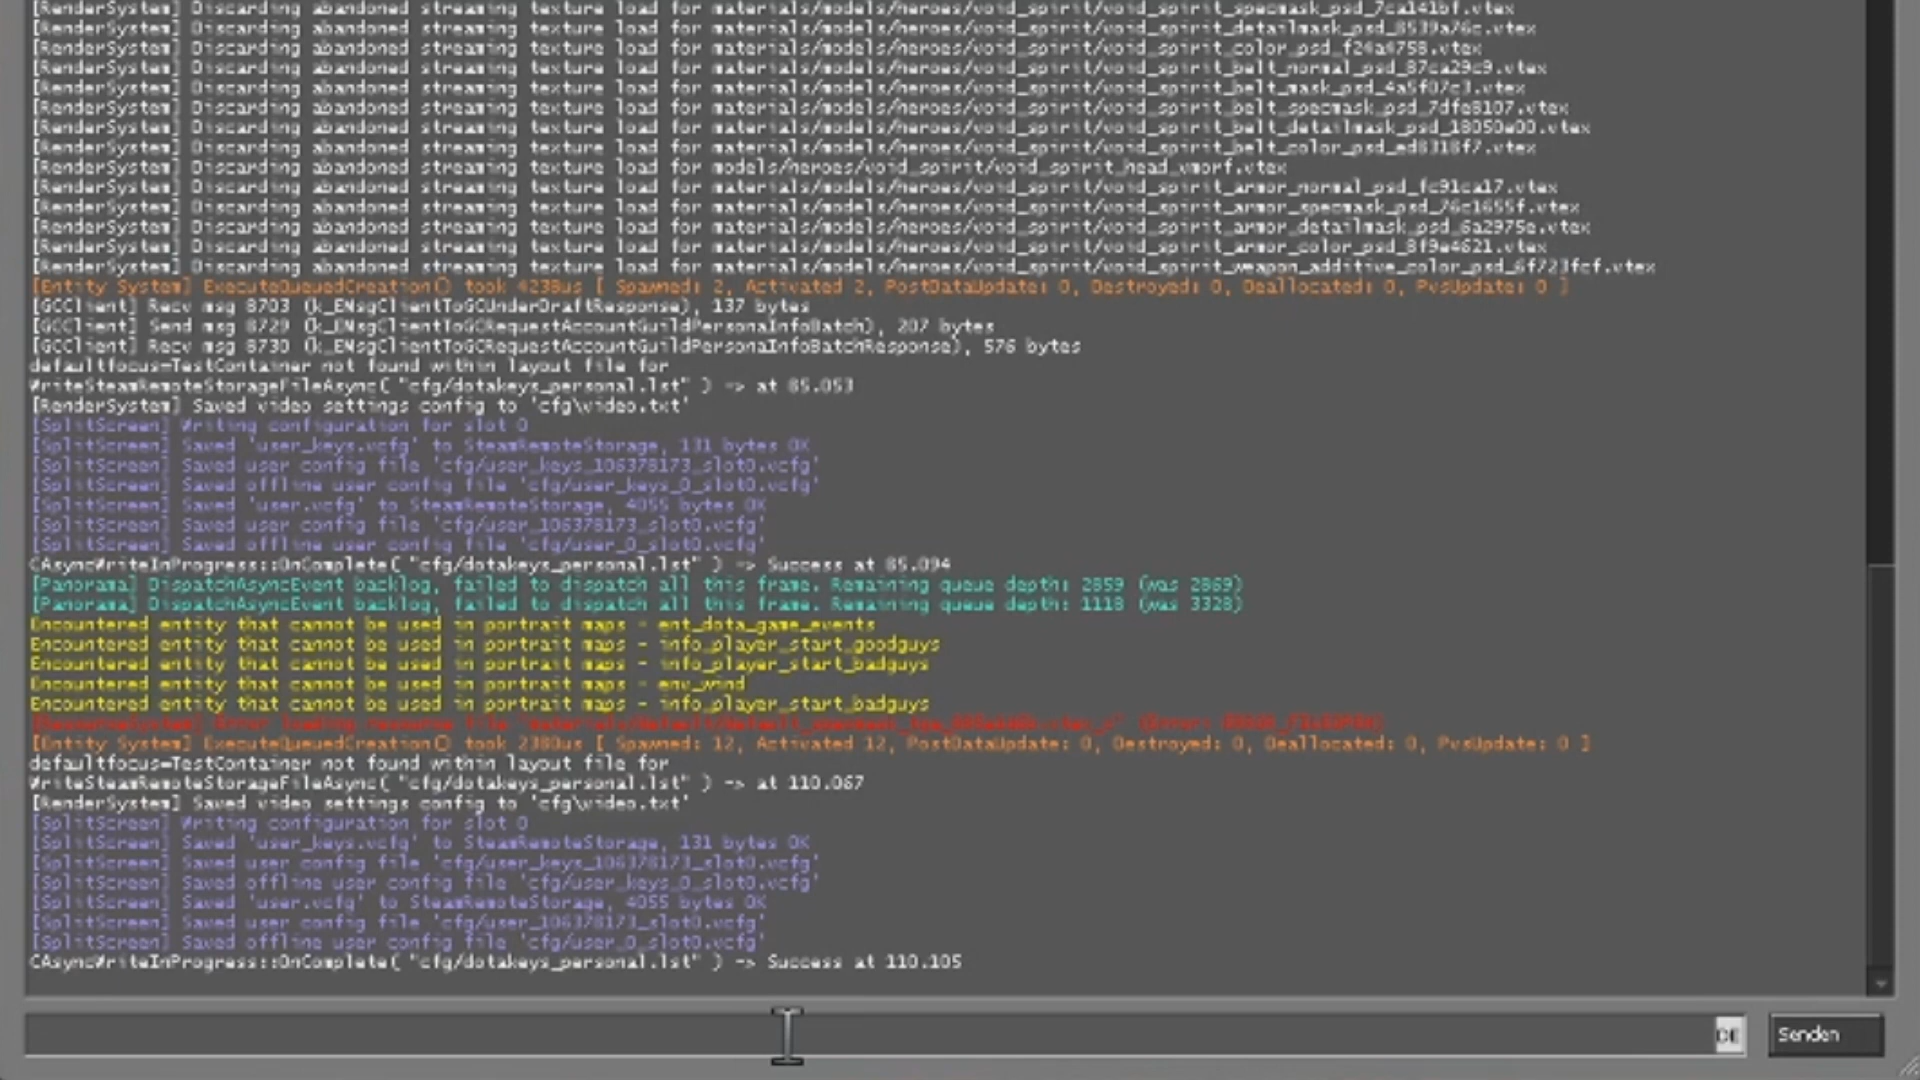 [RenderSystem] Discarding abandoned streaming texture load for materials/models/heroes/void_spirit/void_spirit_specmask_psd_7ca141bf.vtex
[RenderSystem] Discarding abandoned streaming texture load for materials/models/heroes/void_spirit/void_spirit_detailmask_psd_8539a76c.vtex
[RenderSystem] Discarding abandoned streaming texture load for materials/models/heroes/void_spirit/void_spirit_color_psd_f24a4758.vtex
[RenderSystem] Discarding abandoned streaming texture load for materials/models/heroes/void_spirit/void_spirit_belt_normal_psd_87ca29c9.vtex
[RenderSystem] Discarding abandoned streaming texture load for materials/models/heroes/void_spirit/void_spirit_belt_mask_psd_4a5f07c3.vtex
[RenderSystem] Discarding abandoned streaming texture load for materials/models/heroes/void_spirit/void_spirit_belt_specmask_psd_7dfe8107.vtex
[RenderSystem] Discarding abandoned streaming texture load for materials/models/heroes/void_spirit/void_spirit_belt_detailmask_psd_18050e00.vtex
[RenderSystem] Discarding abandoned streaming texture load for materials/models/heroes/void_spirit/void_spirit_belt_color_psd_ed8318f7.vtex
[RenderSystem] Discarding abandoned streaming texture load for models/heroes/void_spirit/void_spirit_head_vmorf.vtex
[RenderSystem] Discarding abandoned streaming texture load for materials/models/heroes/void_spirit/void_spirit_armor_normal_psd_fc91ca17.vtex
[RenderSystem] Discarding abandoned streaming texture load for materials/models/heroes/void_spirit/void_spirit_armor_specmask_psd_76c1655f.vtex
[RenderSystem] Discarding abandoned streaming texture load for materials/models/heroes/void_spirit/void_spirit_armor_detailmask_psd_6a2975e.vtex
[RenderSystem] Discarding abandoned streaming texture load for materials/models/heroes/void_spirit/void_spirit_armor_color_psd_8f9e4621.vtex
[RenderSystem] Discarding abandoned streaming texture load for materials/models/heroes/void_spirit/void_spirit_weapon_additive_color_psd_6f723fcf.vtex
[Entity System] ExecuteQueuedCreation() took 4238us [ Spawned: 2, Activated 2, PostDataUpdate: 0, Destroyed: 0, Deallocated: 0, PvsUpdate: 0 ]
[GCClient] Recv msg 8703 (k_EMsgClientToGCUnderDraftResponse), 137 bytes
[GCClient] Send msg 8729 (k_EMsgClientToGCRequestAccountGuildPersonaInfoBatch), 207 bytes
[GCClient] Recv msg 8730 (k_EMsgClientToGCRequestAccountGuildPersonaInfoBatchResponse), 576 bytes
defaultfocus=TestContainer not found within layout file for
WriteSteamRemoteStorageFileAsync( "cfg/dotakeys_personal.lst" ) -> at 85.053
[RenderSystem] Saved video settings config to 'cfg\video.txt'
[SplitScreen] Writing configuration for slot 0
[SplitScreen] Saved 'user_keys.vcfg' to SteamRemoteStorage, 131 bytes OK
[SplitScreen] Saved user config file 'cfg/user_keys_106378173_slot0.vcfg'
[SplitScreen] Saved offline user config file 'cfg/user_keys_0_slot0.vcfg'
[SplitScreen] Saved 'user.vcfg' to SteamRemoteStorage, 4055 bytes OK
[SplitScreen] Saved user config file 'cfg/user_106378173_slot0.vcfg'
[SplitScreen] Saved offline user config file 'cfg/user_0_slot0.vcfg'
CAsyncWriteInProgress::OnComplete( "cfg/dotakeys_personal.lst" ) -> Success at 85.094
[Panorama] DispatchAsyncEvent backlog, failed to dispatch all this frame. Remaining queue depth: 2859 (was 2869)
[Panorama] DispatchAsyncEvent backlog, failed to dispatch all this frame. Remaining queue depth: 1118 (was 3328)
Encountered entity that cannot be used in portrait maps - ent_dota_game_events
Encountered entity that cannot be used in portrait maps - info_player_start_goodguys
Encountered entity that cannot be used in portrait maps - info_player_start_badguys
Encountered entity that cannot be used in portrait maps - env_wind
Encountered entity that cannot be used in portrait maps - info_player_start_badguys
[ResourceSystem] Error loading resource file
[Entity System] ExecuteQueuedCreation() took 2380us [ Spawned: 12, Activated 12, PostDataUpdate: 0, Destroyed: 0, Deallocated: 0, PvsUpdate: 0 ]
defaultfocus=TestContainer not found within layout file for
WriteSteamRemoteStorageFileAsync( "cfg/dotakeys_personal.lst" ) -> at 110.067
[RenderSystem] Saved video settings config to 'cfg\video.txt'
[SplitScreen] Writing configuration for slot 0
[SplitScreen] Saved 'user_keys.vcfg' to SteamRemoteStorage, 131 bytes OK
[SplitScreen] Saved user config file 'cfg/user_keys_106378173_slot0.vcfg'
[SplitScreen] Saved offline user config file 'cfg/user_keys_0_slot0.vcfg'
[SplitScreen] Saved 'user.vcfg' to SteamRemoteStorage, 4055 bytes OK
[SplitScreen] Saved user config file 'cfg/user_106378173_slot0.vcfg'
[SplitScreen] Saved offline user config file 'cfg/user_0_slot0.vcfg'
CAsyncWriteInProgress::OnComplete( "cfg/dotakeys_personal.lst" ) -> Success at 110.105
DE
Senden